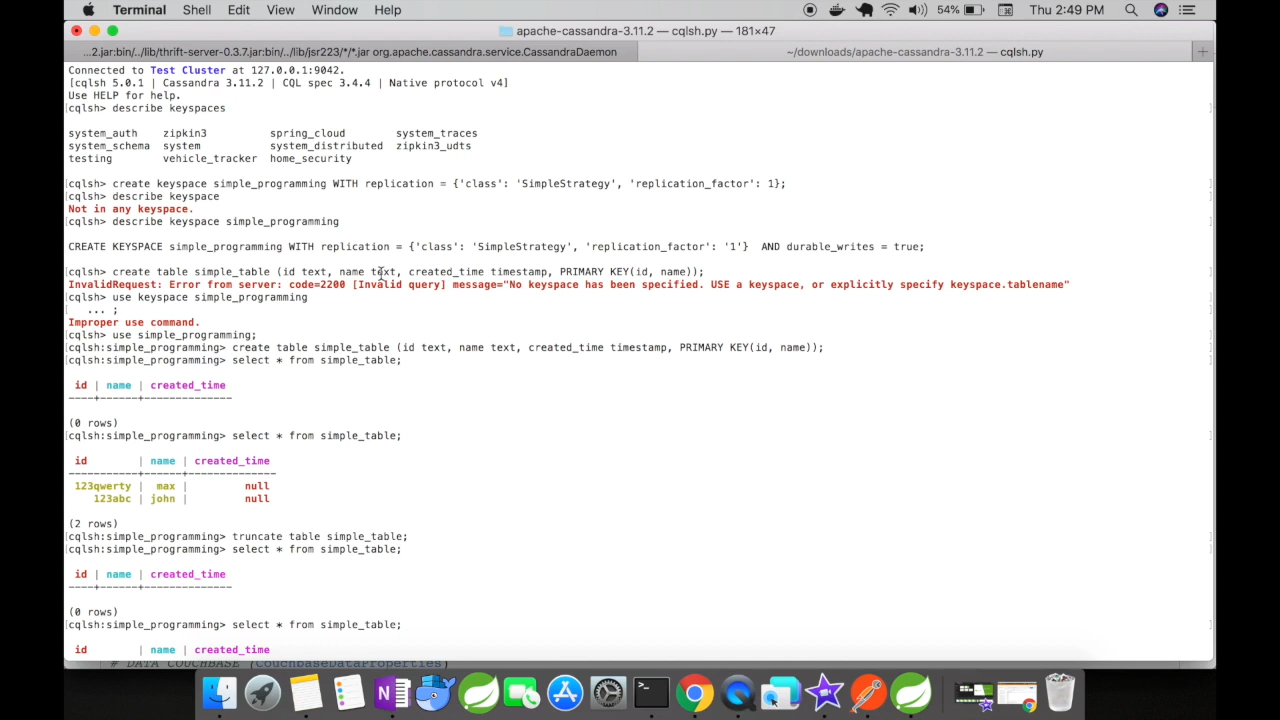 Terminal Shell Edit View Window Help 54% Thu 2:49 PM
apache-cassandra-3.11.2 — cqlsh.py — 181×47
...2.jar:bin/../lib/thrift-server-0.3.7.jar:bin/../lib/jsr223/*/*.jar org.apache.cassandra.service.CassandraDaemon
~/downloads/apache-cassandra-3.11.2 — cqlsh.py +
Connected to Test Cluster at 127.0.0.1:9042.
[cqlsh 5.0.1 | Cassandra 3.11.2 | CQL spec 3.4.4 | Native protocol v4]
Use HELP for help.
[cqlsh> describe keyspaces ]
system_auth zipkin3 spring_cloud system_traces
system_schema system system_distributed zipkin3_udts
testing vehicle_tracker home_security
[cqlsh> create keyspace simple_programming WITH replication = {'class': 'SimpleStrategy', 'replication_factor': 1}; ]
[cqlsh> describe keyspace ]
Not in any keyspace.
[cqlsh> describe keyspace simple_programming ]
CREATE KEYSPACE simple_programming WITH replication = {'class': 'SimpleStrategy', 'replication_factor': '1'}  AND durable_writes = true;
[cqlsh> create table simple_table (id text, name text, created_time timestamp, PRIMARY KEY(id, name)); ]
InvalidRequest: Error from server: code=2200 [Invalid query] message="No keyspace has been specified. USE a keyspace, or explicitly specify keyspace.tablename"
[cqlsh> use keyspace simple_programming ]
[   ... ; ]
Improper use command.
[cqlsh> use simple_programming; ]
[cqlsh:simple_programming> create table simple_table (id text, name text, created_time timestamp, PRIMARY KEY(id, name)); ]
[cqlsh:simple_programming> select * from simple_table; ]
id | name | created_time
----+------+--------------
(0 rows)
[cqlsh:simple_programming> select * from simple_table; ]
id | name | created_time
-----------+------+--------------
123qwerty | max | null
123abc | john | null
(2 rows)
[cqlsh:simple_programming> truncate table simple_table; ]
[cqlsh:simple_programming> select * from simple_table; ]
id | name | created_time
----+------+--------------
(0 rows)
[cqlsh:simple_programming> select * from simple_table; ]
id | name | created_time
# DATA COUCHBASE (CouchbaseDataProperties)